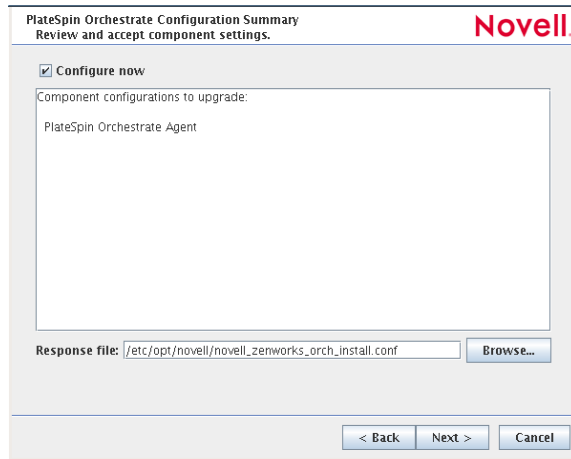 PlateSpin Orchestrate Configuration Summary
Review and accept component settings.
Novell.
Configure now
Component configurations to upgrade:
PlateSpin Orchestrate Agent
Response file: /etc/opt/novell/novell_zenworks_orch_install.conf Browse...
< Back Next > Cancel